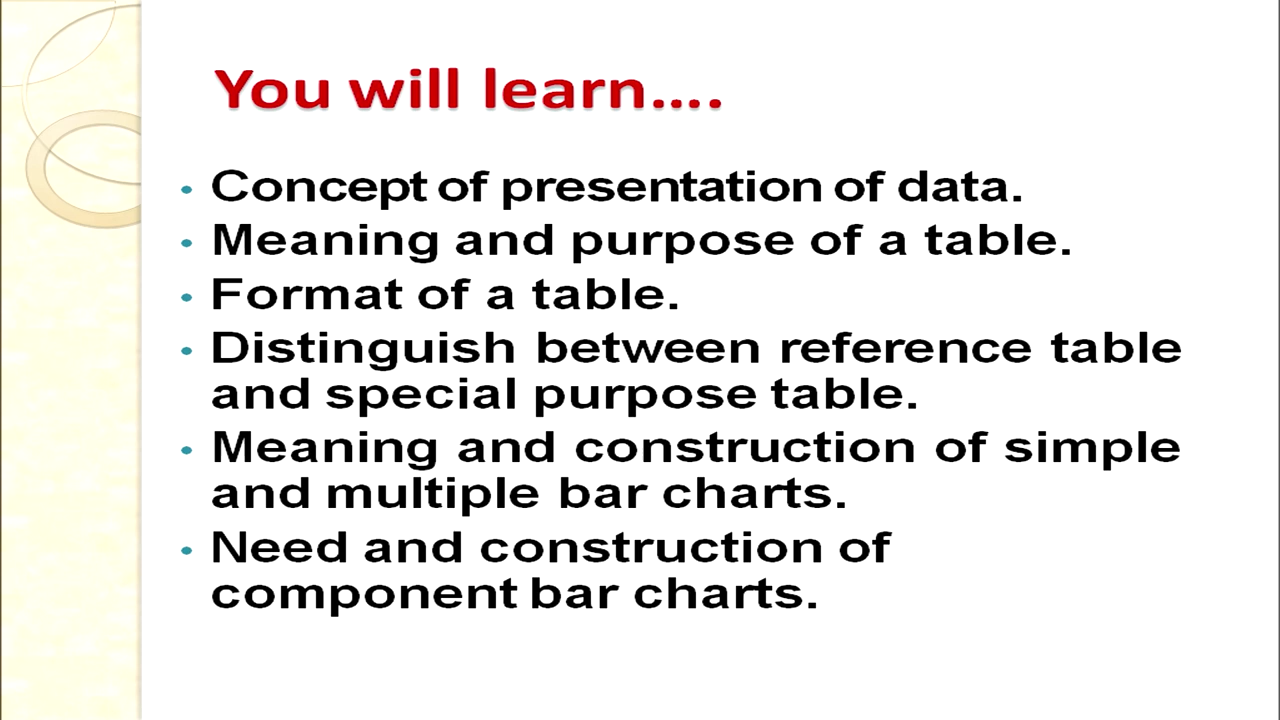 You will learn....
• Concept of presentation of data.
• Meaning and purpose of a table.
• Format of a table.
• Distinguish between reference table
and special purpose table.
• Meaning and construction of simple
and multiple bar charts.
• Need and construction of
component bar charts.